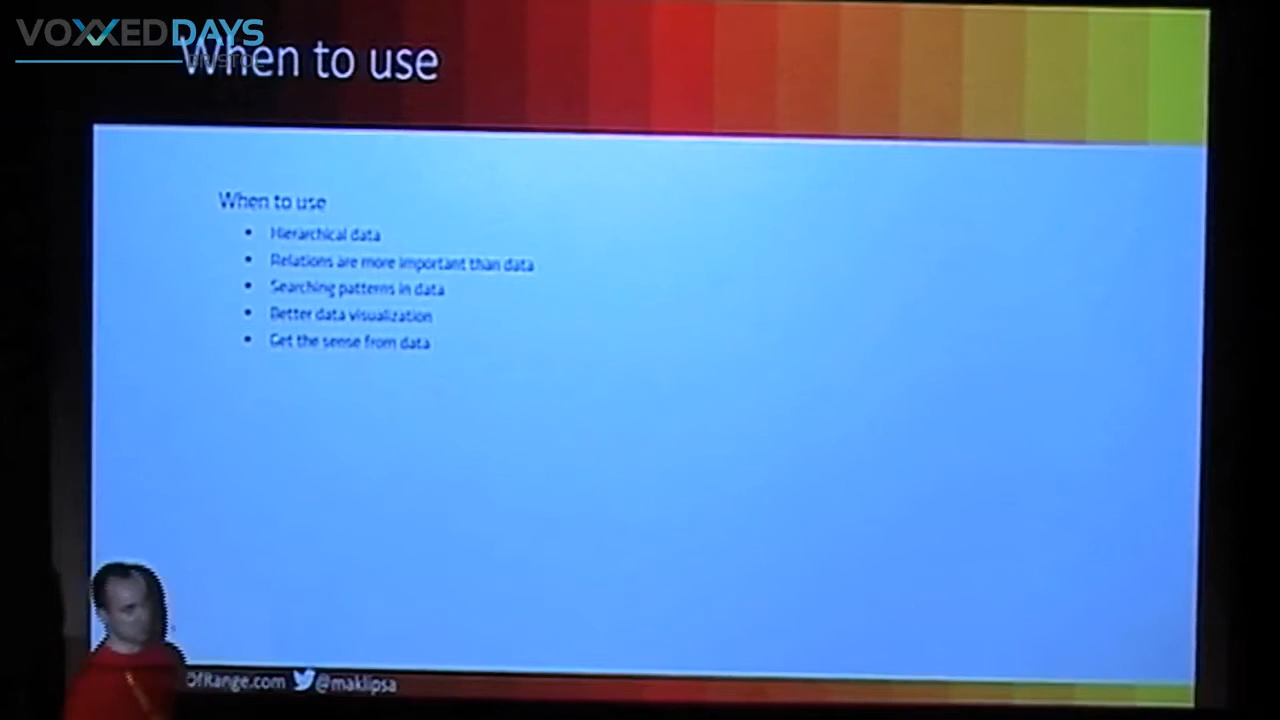 VOXXEDDAYS
BRISTOL
When to use
When to use
• Hierarchical data
• Relations are more important than data
• Searching patterns in data
• Better data visualization
• Get the sense from data
OfRange.com @maklipsa